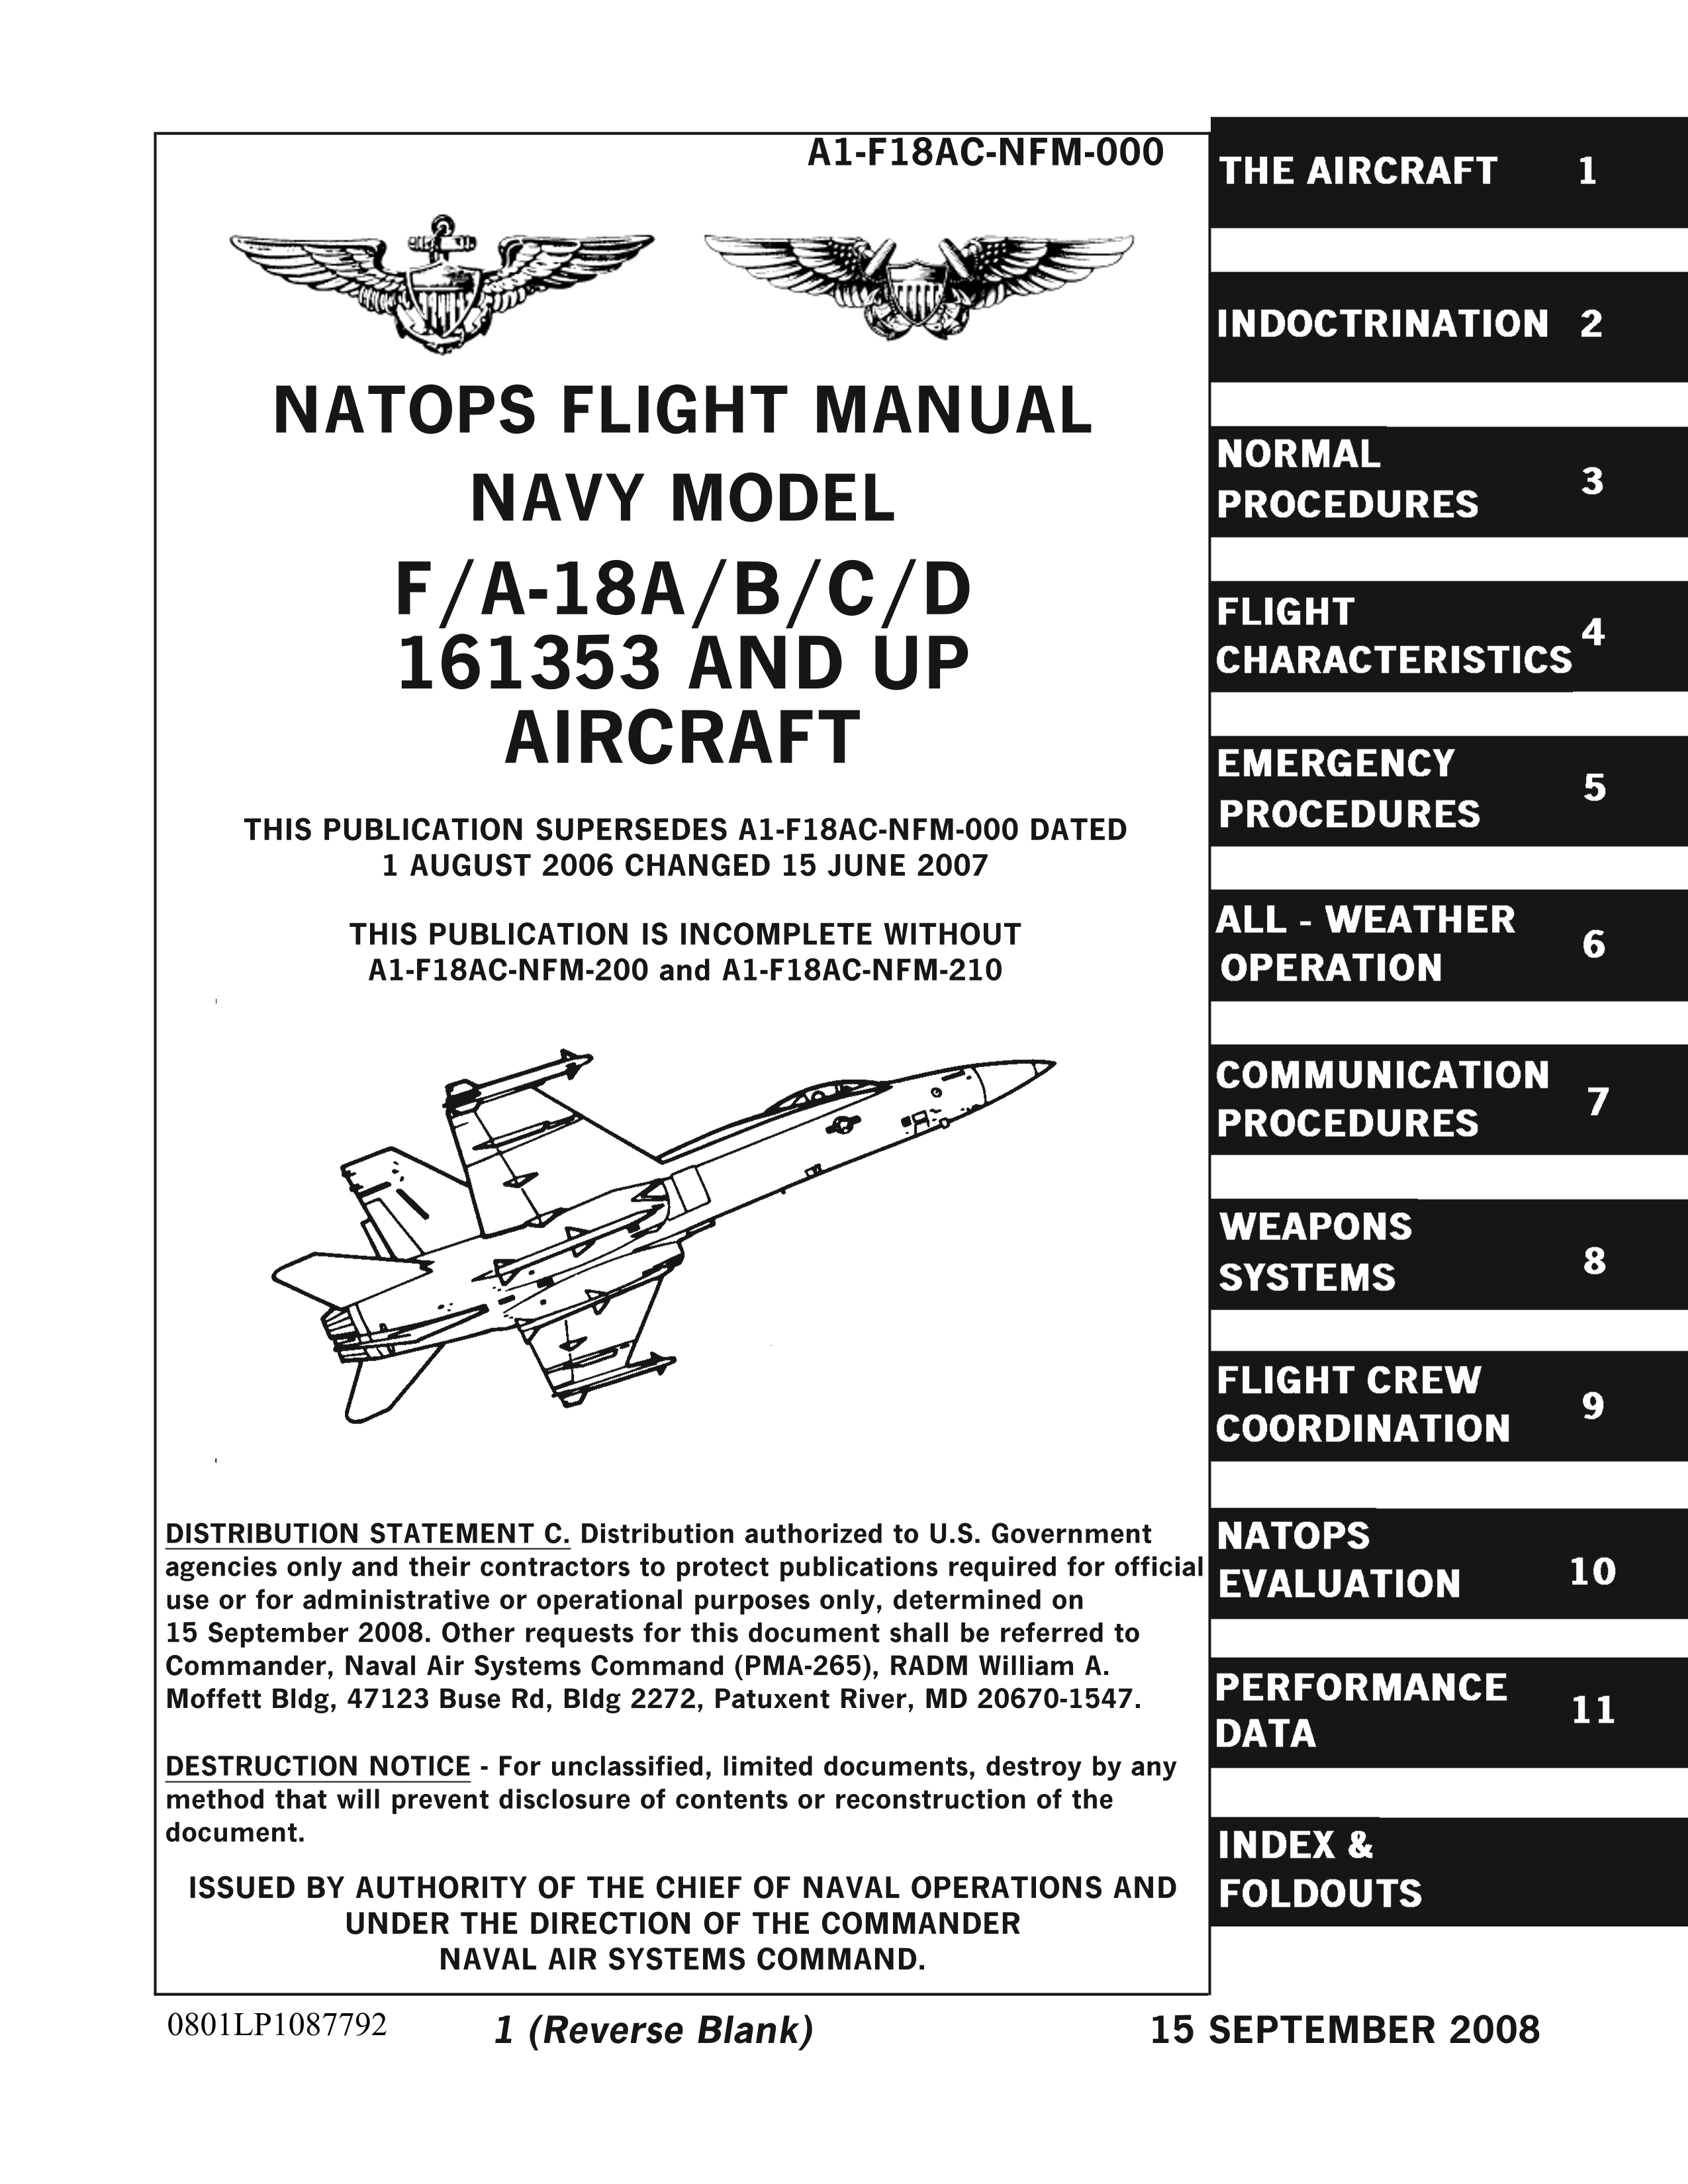 A1-F18AC-NFM-000
NATOPS FLIGHT MANUAL
NAVY MODEL
F/A-18A/B/C/D
161353 AND UP
AIRCRAFT
THIS PUBLICATION SUPERSEDES A1-F18AC-NFM-000 DATED
1 AUGUST 2006 CHANGED 15 JUNE 2007
THIS PUBLICATION IS INCOMPLETE WITHOUT
A1-F18AC-NFM-200 and A1-F18AC-NFM-210
DISTRIBUTION STATEMENT C. Distribution authorized to U.S. Government
agencies only and their contractors to protect publications required for official
use or for administrative or operational purposes only, determined on
15 September 2008. Other requests for this document shall be referred to
Commander, Naval Air Systems Command (PMA-265), RADM William A.
Moffett Bldg, 47123 Buse Rd, Bldg 2272, Patuxent River, MD 20670-1547.
DESTRUCTION NOTICE - For unclassified, limited documents, destroy by any
method that will prevent disclosure of contents or reconstruction of the
document.
ISSUED BY AUTHORITY OF THE CHIEF OF NAVAL OPERATIONS AND
UNDER THE DIRECTION OF THE COMMANDER
NAVAL AIR SYSTEMS COMMAND.
THE AIRCRAFT 1
INDOCTRINATION 2
NORMAL
PROCEDURES 3
FLIGHT
CHARACTERISTICS 4
EMERGENCY
PROCEDURES 5
ALL - WEATHER
OPERATION 6
COMMUNICATION
PROCEDURES 7
WEAPONS
SYSTEMS 8
FLIGHT CREW
COORDINATION 9
NATOPS
EVALUATION 10
PERFORMANCE
DATA 11
INDEX &
FOLDOUTS
0801LP1087792 1 (Reverse Blank) 15 SEPTEMBER 2008